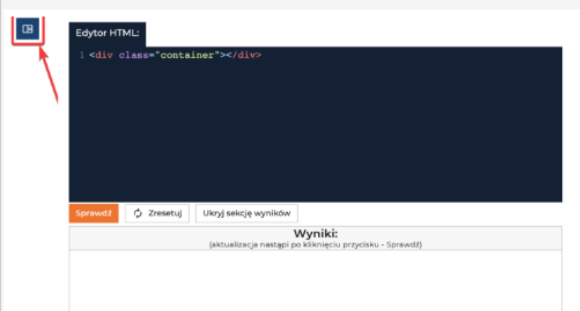 Edytor HTML:
1 <div class="container"></div>
Sprawdź
Zresetuj
Ukryj sekcję wyników
Wyniki:
(aktualizacja nastąpi po kliknięciu przycisku - Sprawdź)